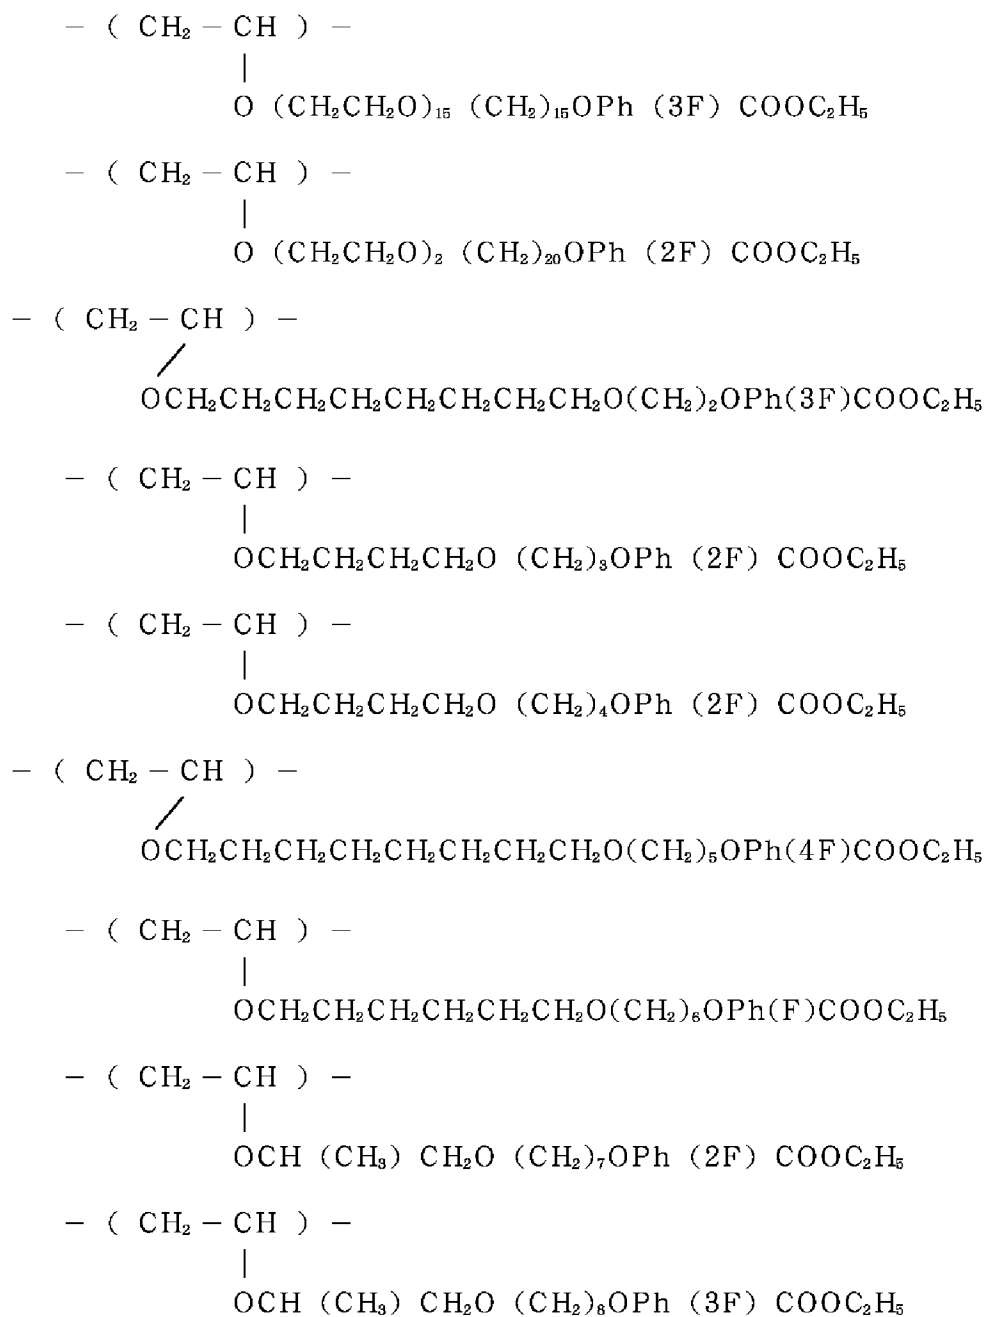 － ( CH₂－CH ) －
|
O (CH₂CH₂O)₁₅ (CH₂)₁₅OPh (3F) COOC₂H₅
－ ( CH₂－CH ) －
|
O (CH₂CH₂O)₂ (CH₂)₂₀OPh (2F) COOC₂H₅
－ ( CH₂－CH ) －
/
OCH₂CH₂CH₂CH₂CH₂CH₂CH₂CH₂O(CH₂)₂OPh(3F)COOC₂H₅
－ ( CH₂－CH ) －
|
OCH₂CH₂CH₂CH₂O (CH₂)₃OPh (2F) COOC₂H₅
－ ( CH₂－CH ) －
|
OCH₂CH₂CH₂CH₂O (CH₂)₄OPh (2F) COOC₂H₅
－ ( CH₂－CH ) －
/
OCH₂CH₂CH₂CH₂CH₂CH₂CH₂CH₂O(CH₂)₅OPh(4F)COOC₂H₅
－ ( CH₂－CH ) －
|
OCH₂CH₂CH₂CH₂CH₂CH₂O(CH₂)₆OPh(F)COOC₂H₅
－ ( CH₂－CH ) －
|
OCH (CH₃) CH₂O (CH₂)₇OPh (2F) COOC₂H₅
－ ( CH₂－CH ) －
|
OCH (CH₃) CH₂O (CH₂)₈OPh (3F) COOC₂H₅